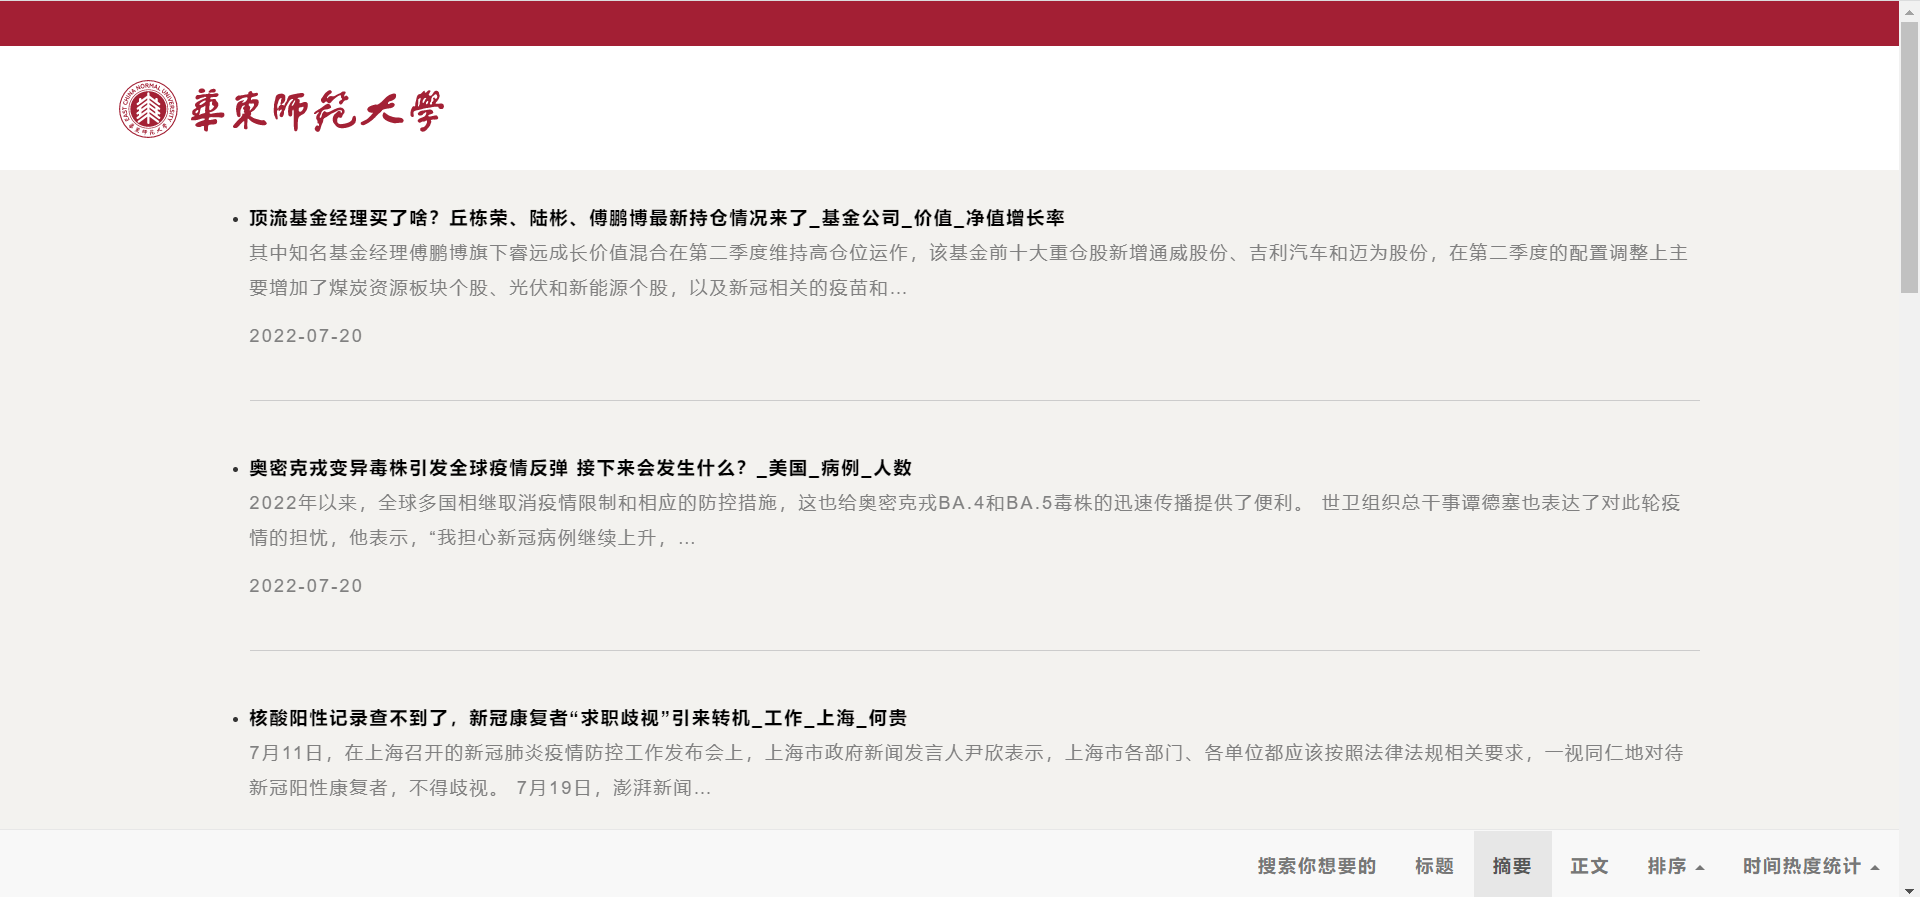 EAST CHINA NORMAL UNIVERSITY
華東师范大學
顶流基金经理买了啥？丘栋荣、陆彬、傅鹏博最新持仓情况来了_基金公司_价值_净值增长率
其中知名基金经理傅鹏博旗下睿远成长价值混合在第二季度维持高仓位运作，该基金前十大重仓股新增通威股份、吉利汽车和迈为股份，在第二季度的配置调整上主
要增加了煤炭资源板块个股、光伏和新能源个股，以及新冠相关的疫苗和...
2022-07-20
奥密克戎变异毒株引发全球疫情反弹 接下来会发生什么？_美国_病例_人数
2022年以来，全球多国相继取消疫情限制和相应的防控措施，这也给奥密克戎BA.4和BA.5毒株的迅速传播提供了便利。 世卫组织总干事谭德塞也表达了对此轮疫
情的担忧，他表示，“我担心新冠病例继续上升，...
2022-07-20
核酸阳性记录查不到了，新冠康复者“求职歧视”引来转机_工作_上海_何贵
7月11日，在上海召开的新冠肺炎疫情防控工作发布会上，上海市政府新闻发言人尹欣表示，上海市各部门、各单位都应该按照法律法规相关要求，一视同仁地对待
新冠阳性康复者，不得歧视。 7月19日，澎湃新闻...
搜索你想要的 标题 摘要 正文 排序 时间热度统计